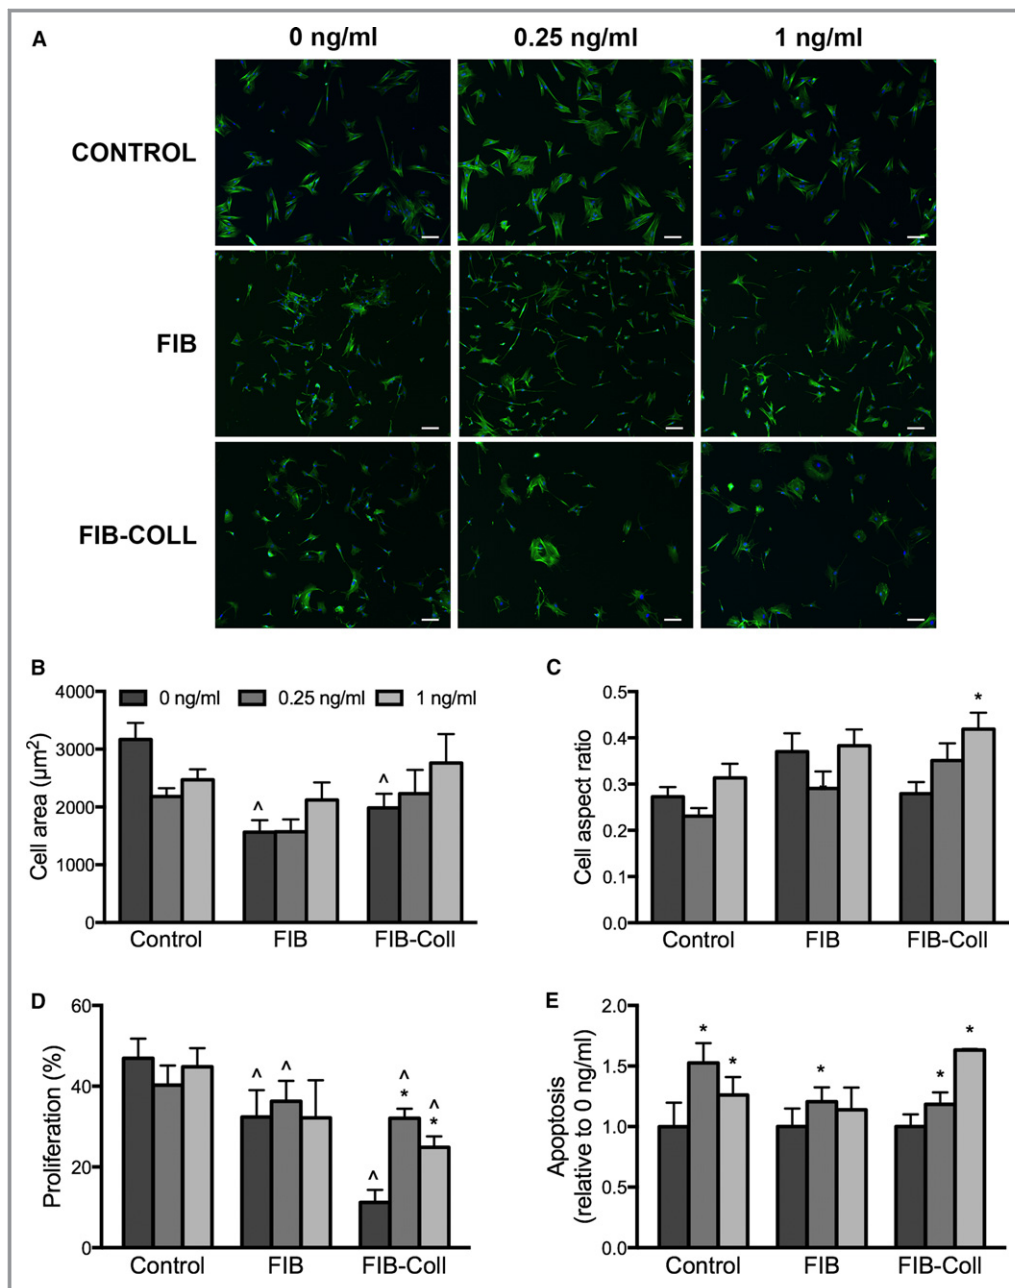 A
0 ng/ml 0.25 ng/ml 1 ng/ml
CONTROL
FIB
FIB-COLL
B
4000
3000
2000
1000
0
Cell area (µm²)
0 ng/ml 0.25 ng/ml 1 ng/ml
^ ^
Control FIB FIB-Coll
C
0.5
0.4
0.3
0.2
0.1
0.0
Cell aspect ratio
*
Control FIB FIB-Coll
D
60
40
20
0
Proliferation (%)
^ ^ ^ ^ * ^ *
Control FIB FIB-Coll
E
2.0
1.5
1.0
0.5
0.0
Apoptosis
(relative to 0 ng/ml)
* * * * *
Control FIB FIB-Coll